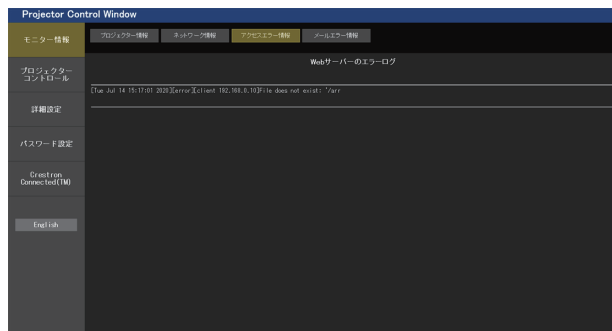 Projector Control Window
モニター情報
プロジェクター情報
ネットワーク情報
アクセスエラー情報
メールエラー情報
Webサーバーのエラーログ
プロジェクター
コントロール
[Tue Jul 14 15:17:01 2020][error][client 192.168.0.10]File does not exist: '/arr
詳細設定
パスワード設定
Crestron
Connected(TM)
English